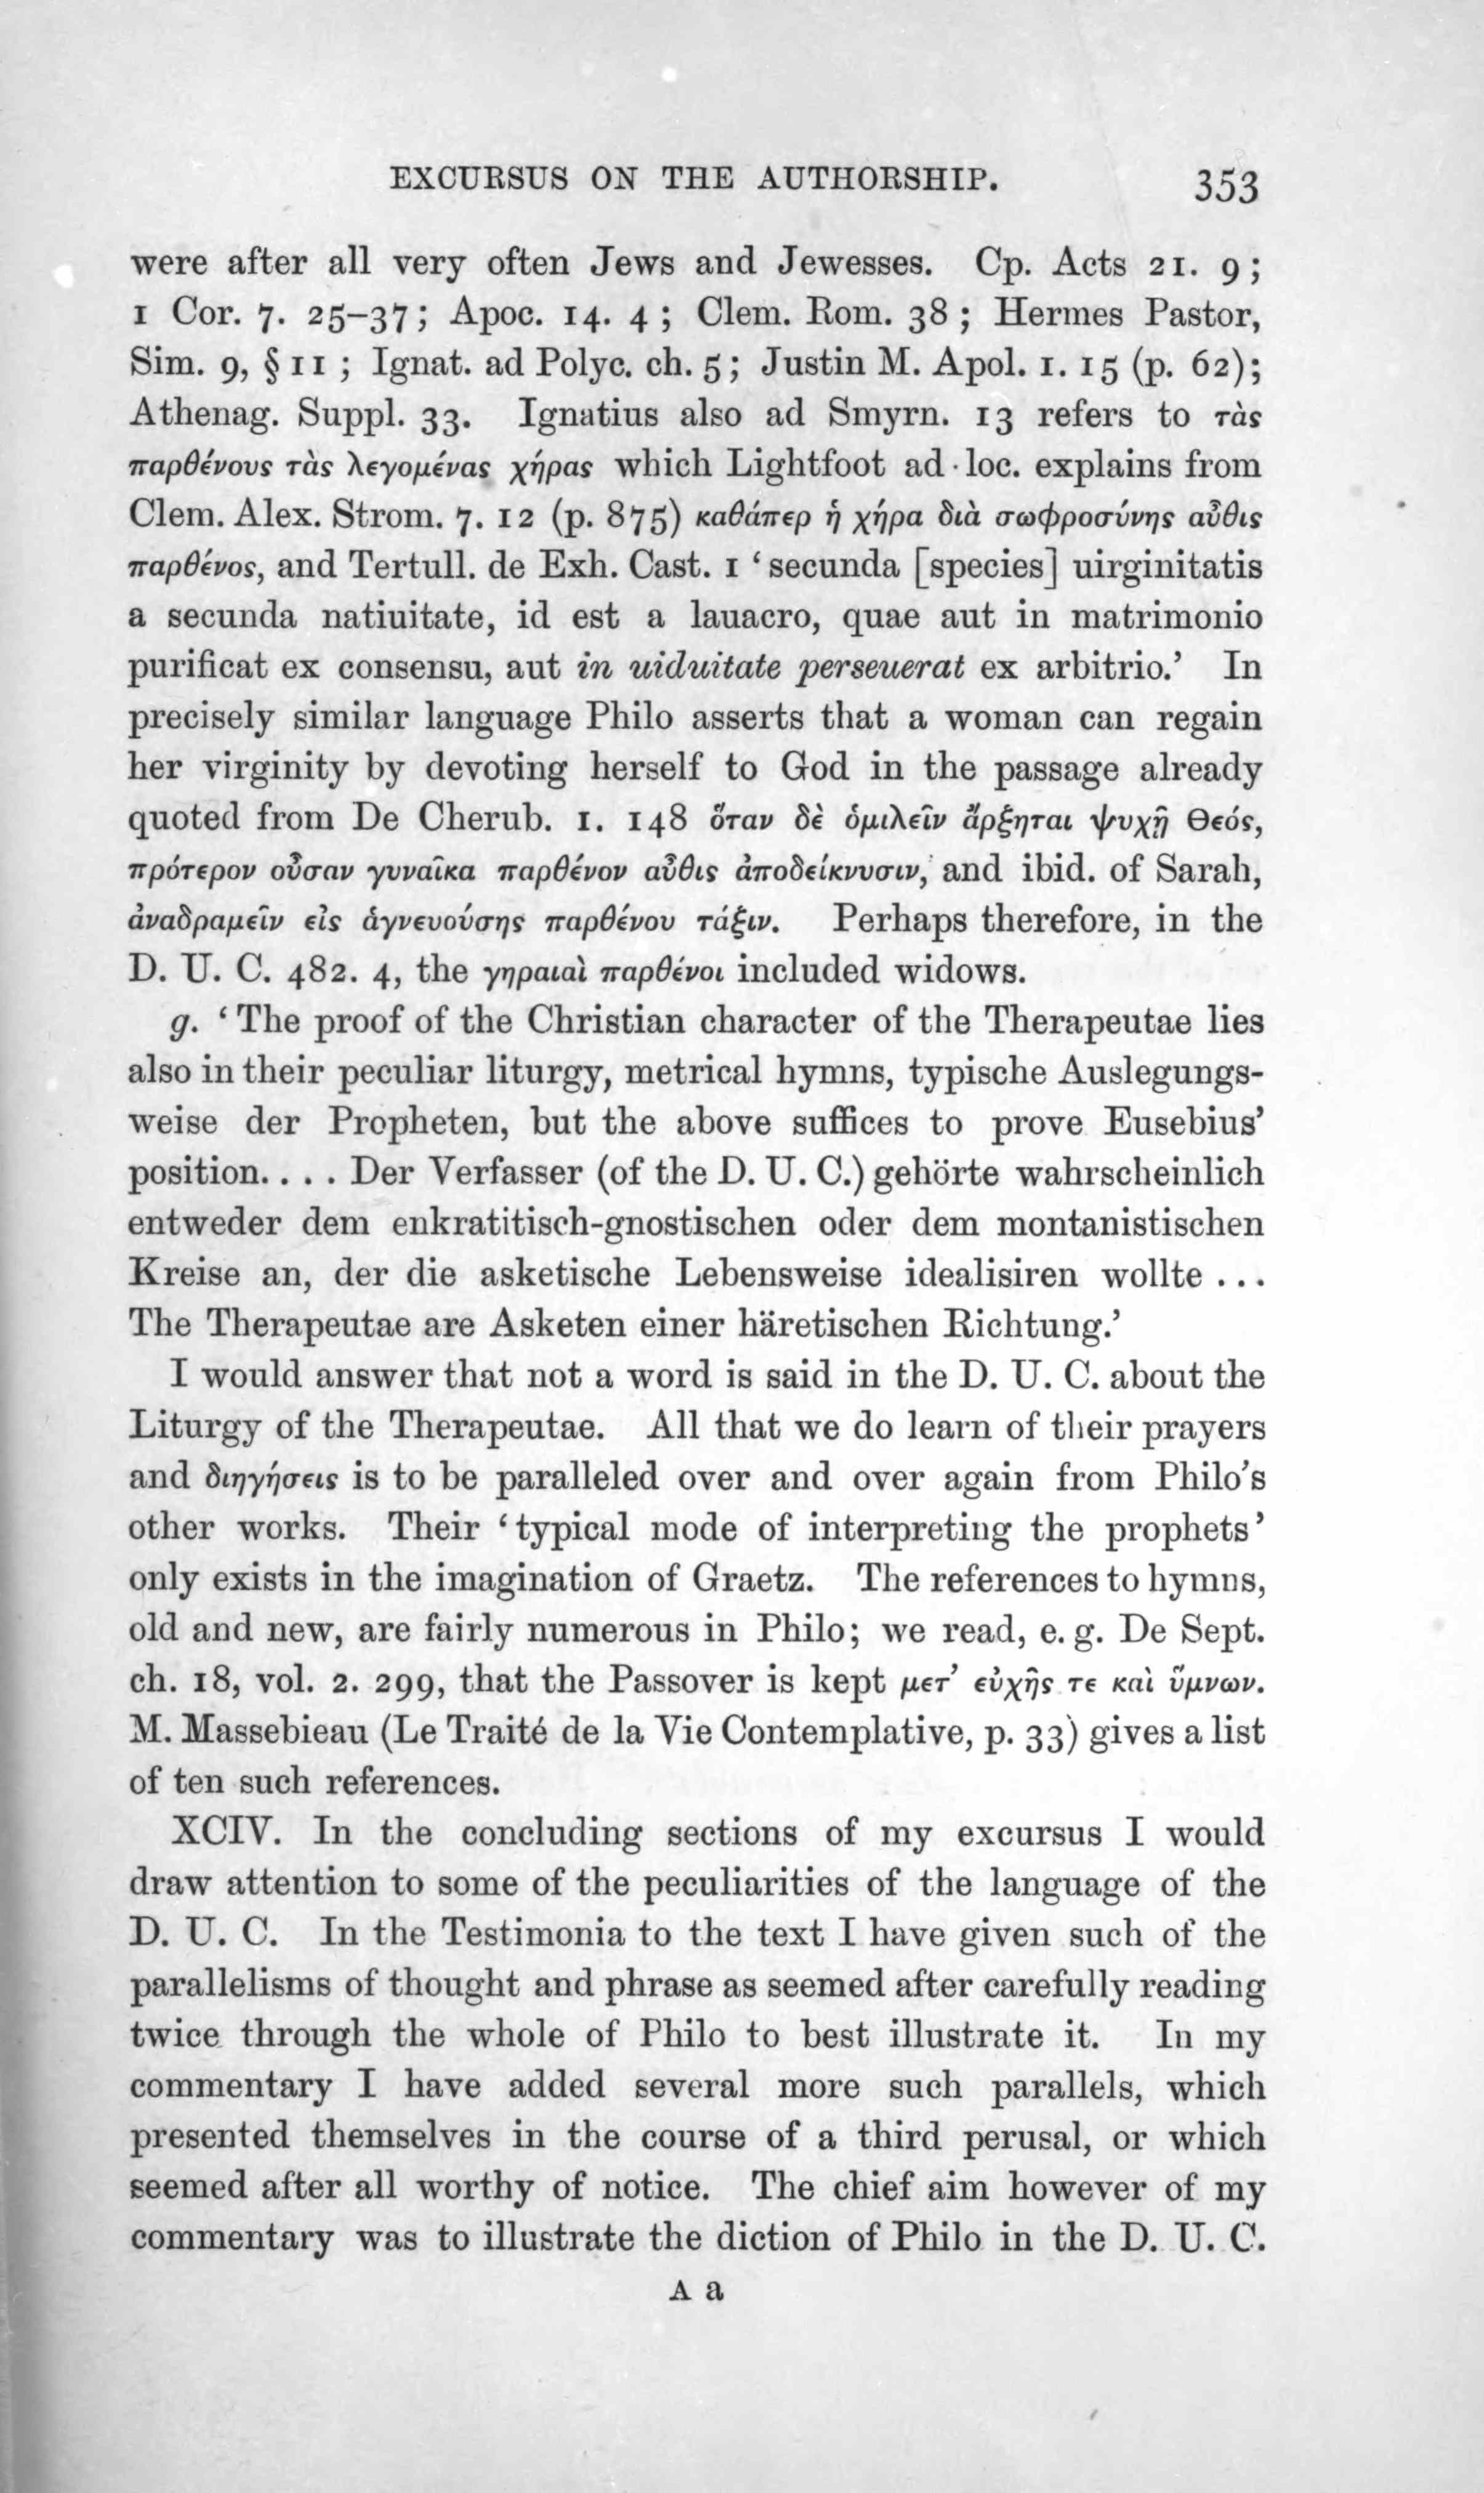 EXCURSUS ON THE AUTHORSHIP. 353
were after all very often Jews and Jewesses. Cp. Acts 21. 9;
1 Cor. 7. 25–37; Apoc. 14. 4; Clem. Rom. 38; Hermes Pastor,
Sim. 9, § 11; Ignat. ad Polyc. ch. 5; Justin M. Apol. 1. 15 (p. 62);
Athenag. Suppl. 33. Ignatius also ad Smyrn. 13 refers to τὰς
παρθένους τὰς λεγομένας χήρας which Lightfoot ad loc. explains from
Clem. Alex. Strom. 7. 12 (p. 875) καθάπερ ἡ χήρα διὰ σωφροσύνης αὖθις
παρθένος, and Tertull. de Exh. Cast. 1 ‘secunda [species] uirginitatis
a secunda natiuitate, id est a lauacro, quae aut in matrimonio
purificat ex consensu, aut in uiduitate perseuerat ex arbitrio.’ In
precisely similar language Philo asserts that a woman can regain
her virginity by devoting herself to God in the passage already
quoted from De Cherub. 1. 148 ὅταν δὲ ὁμιλεῖν ἄρξηται ψυχῇ Θεός,
πρότερον οὖσαν γυναῖκα παρθένον αὖθις ἀποδείκνυσιν, and ibid. of Sarah,
ἀναδραμεῖν εἰς ἁγνευούσης παρθένου τάξιν. Perhaps therefore, in the
D. U. C. 482. 4, the γηραιαὶ παρθένοι included widows.
g. ‘The proof of the Christian character of the Therapeutae lies
also in their peculiar liturgy, metrical hymns, typische Auslegungs-
weise der Propheten, but the above suffices to prove Eusebius’
position. . . . Der Verfasser (of the D. U. C.) gehörte wahrscheinlich
entweder dem enkratitisch-gnostischen oder dem montanistischen
Kreise an, der die asketische Lebensweise idealisiren wollte . . .
The Therapeutae are Asketen einer häretischen Richtung.’
I would answer that not a word is said in the D. U. C. about the
Liturgy of the Therapeutae. All that we do learn of their prayers
and διηγήσεις is to be paralleled over and over again from Philo’s
other works. Their ‘typical mode of interpreting the prophets’
only exists in the imagination of Graetz. The references to hymns,
old and new, are fairly numerous in Philo; we read, e. g. De Sept.
ch. 18, vol. 2. 299, that the Passover is kept μετ’ εὐχῆς τε καὶ ὕμνων.
M. Massebieau (Le Traité de la Vie Contemplative, p. 33) gives a list
of ten such references.
XCIV. In the concluding sections of my excursus I would
draw attention to some of the peculiarities of the language of the
D. U. C. In the Testimonia to the text I have given such of the
parallelisms of thought and phrase as seemed after carefully reading
twice through the whole of Philo to best illustrate it. In my
commentary I have added several more such parallels, which
presented themselves in the course of a third perusal, or which
seemed after all worthy of notice. The chief aim however of my
commentary was to illustrate the diction of Philo in the D. U. C.
A a